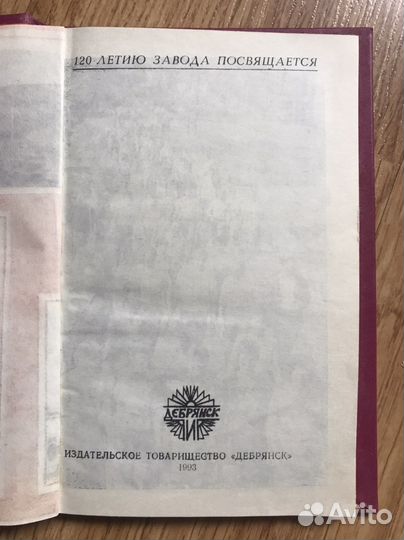 120-ЛЕТИЮ ЗАВОДА ПОСВЯЩАЕТСЯ
ДЕБРЯНСК
И
ИЗДАТЕЛЬСКОЕ ТОВАРИЩЕСТВО «ДЕБРЯНСК»
1993
Avito